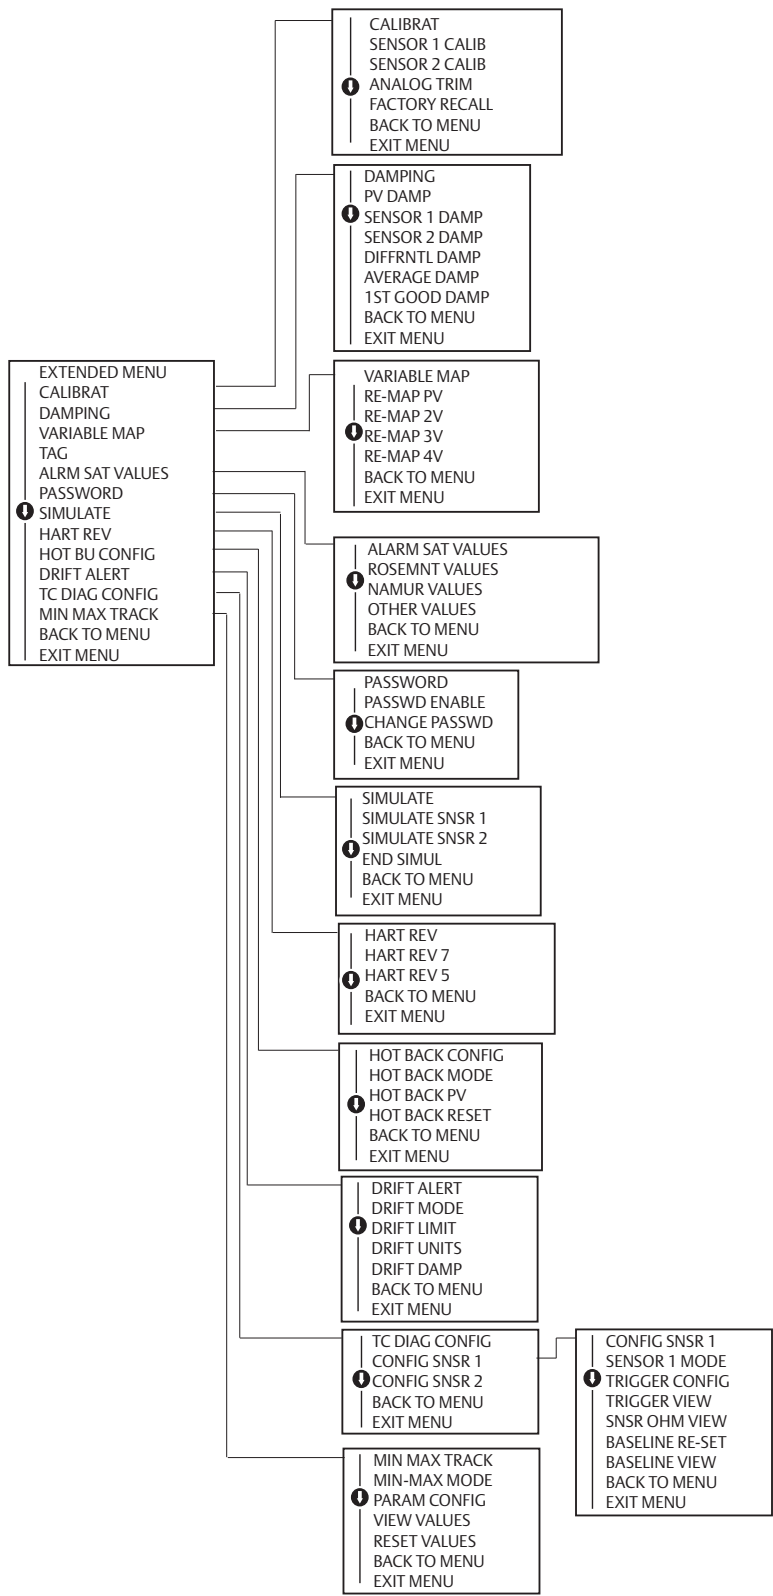 CALIBRAT
SENSOR 1 CALIB
SENSOR 2 CALIB
ANALOG TRIM
FACTORY RECALL
BACK TO MENU
EXIT MENU
DAMPING
PV DAMP
SENSOR 1 DAMP
SENSOR 2 DAMP
DIFFRNTL DAMP
AVERAGE DAMP
1ST GOOD DAMP
BACK TO MENU
EXIT MENU
EXTENDED MENU
CALIBRAT
DAMPING
VARIABLE MAP
TAG
ALRM SAT VALUES
PASSWORD
SIMULATE
HART REV
HOT BU CONFIG
DRIFT ALERT
TC DIAG CONFIG
MIN MAX TRACK
BACK TO MENU
EXIT MENU
VARIABLE MAP
RE-MAP PV
RE-MAP 2V
RE-MAP 3V
RE-MAP 4V
BACK TO MENU
EXIT MENU
ALARM SAT VALUES
ROSEMNT VALUES
NAMUR VALUES
OTHER VALUES
BACK TO MENU
EXIT MENU
PASSWORD
PASSWD ENABLE
CHANGE PASSWD
BACK TO MENU
EXIT MENU
SIMULATE
SIMULATE SNSR 1
SIMULATE SNSR 2
END SIMUL
BACK TO MENU
EXIT MENU
HART REV
HART REV 7
HART REV 5
BACK TO MENU
EXIT MENU
HOT BACK CONFIG
HOT BACK MODE
HOT BACK PV
HOT BACK RESET
BACK TO MENU
EXIT MENU
DRIFT ALERT
DRIFT MODE
DRIFT LIMIT
DRIFT UNITS
DRIFT DAMP
BACK TO MENU
EXIT MENU
TC DIAG CONFIG
CONFIG SNSR 1
CONFIG SNSR 2
BACK TO MENU
EXIT MENU
CONFIG SNSR 1
SENSOR 1 MODE
TRIGGER CONFIG
TRIGGER VIEW
SNSR OHM VIEW
BASELINE RE-SET
BASELINE VIEW
BACK TO MENU
EXIT MENU
MIN MAX TRACK
MIN-MAX MODE
PARAM CONFIG
VIEW VALUES
RESET VALUES
BACK TO MENU
EXIT MENU